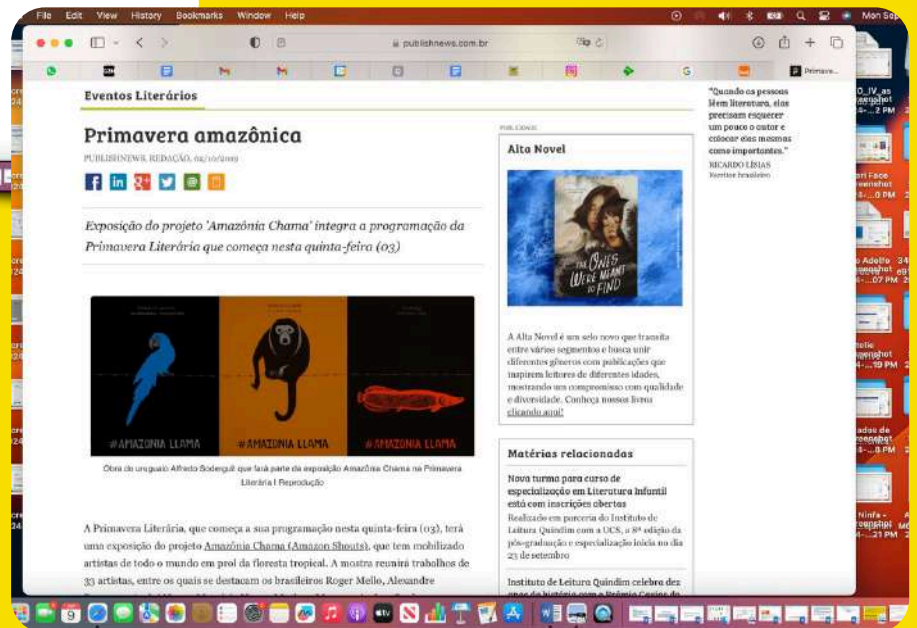 File Edit View History Bookmarks Window Help
Mon Sep
publishnews.com.br
Primave...
Eventos Literários
Primavera amazônica
PUBLISHNEWS, REDAÇÃO, 02/10/2019
Exposição do projeto 'Amazônia Chama' integra a programação da
Primavera Literária que começa nesta quinta-feira (03)
#AMAZONIA LLAMA
#AMAZONIA LLAMA
#AMAZONIA LLAMA
Obra do uruguaio Alfredo Soderguit que fará parte da exposição Amazônia Chama na Primavera
Literária | Reprodução
A Primavera Literária, que começa a sua programação nesta quinta-feira (03), terá
uma exposição do projeto Amazônia Chama (Amazon Shouts), que tem mobilizado
artistas de todo o mundo em prol da floresta tropical. A mostra reunirá trabalhos de
33 artistas, entre os quais se destacam os brasileiros Roger Mello, Alexandre
PUBLICIDADE
Alta Novel
THE ONES
WE'RE MEANT
TO FIND
A Alta Novel é um selo novo que transita
entre vários segmentos e busca unir
diferentes gêneros com publicações que
inspirem leitores de diferentes idades,
mostrando um compromisso com qualidade
e diversidade. Conheça nossos livros
clicando aqui!
Matérias relacionadas
Nova turma para curso de
especialização em Literatura Infantil
está com inscrições abertas
Realizado em parceria do Instituto de
Leitura Quindim com a UCS, a 8ª edição da
pós-graduação e especialização inicia no dia
23 de setembro
Instituto de Leitura Quindim celebra dez
anos de história com o Prêmio
"Quando as pessoas
lêem literatura, elas
precisam esquecer
um pouco o autor e
colocar elas mesmas
como importantes."
RICARDO LÍSIAS
Escritor brasileiro